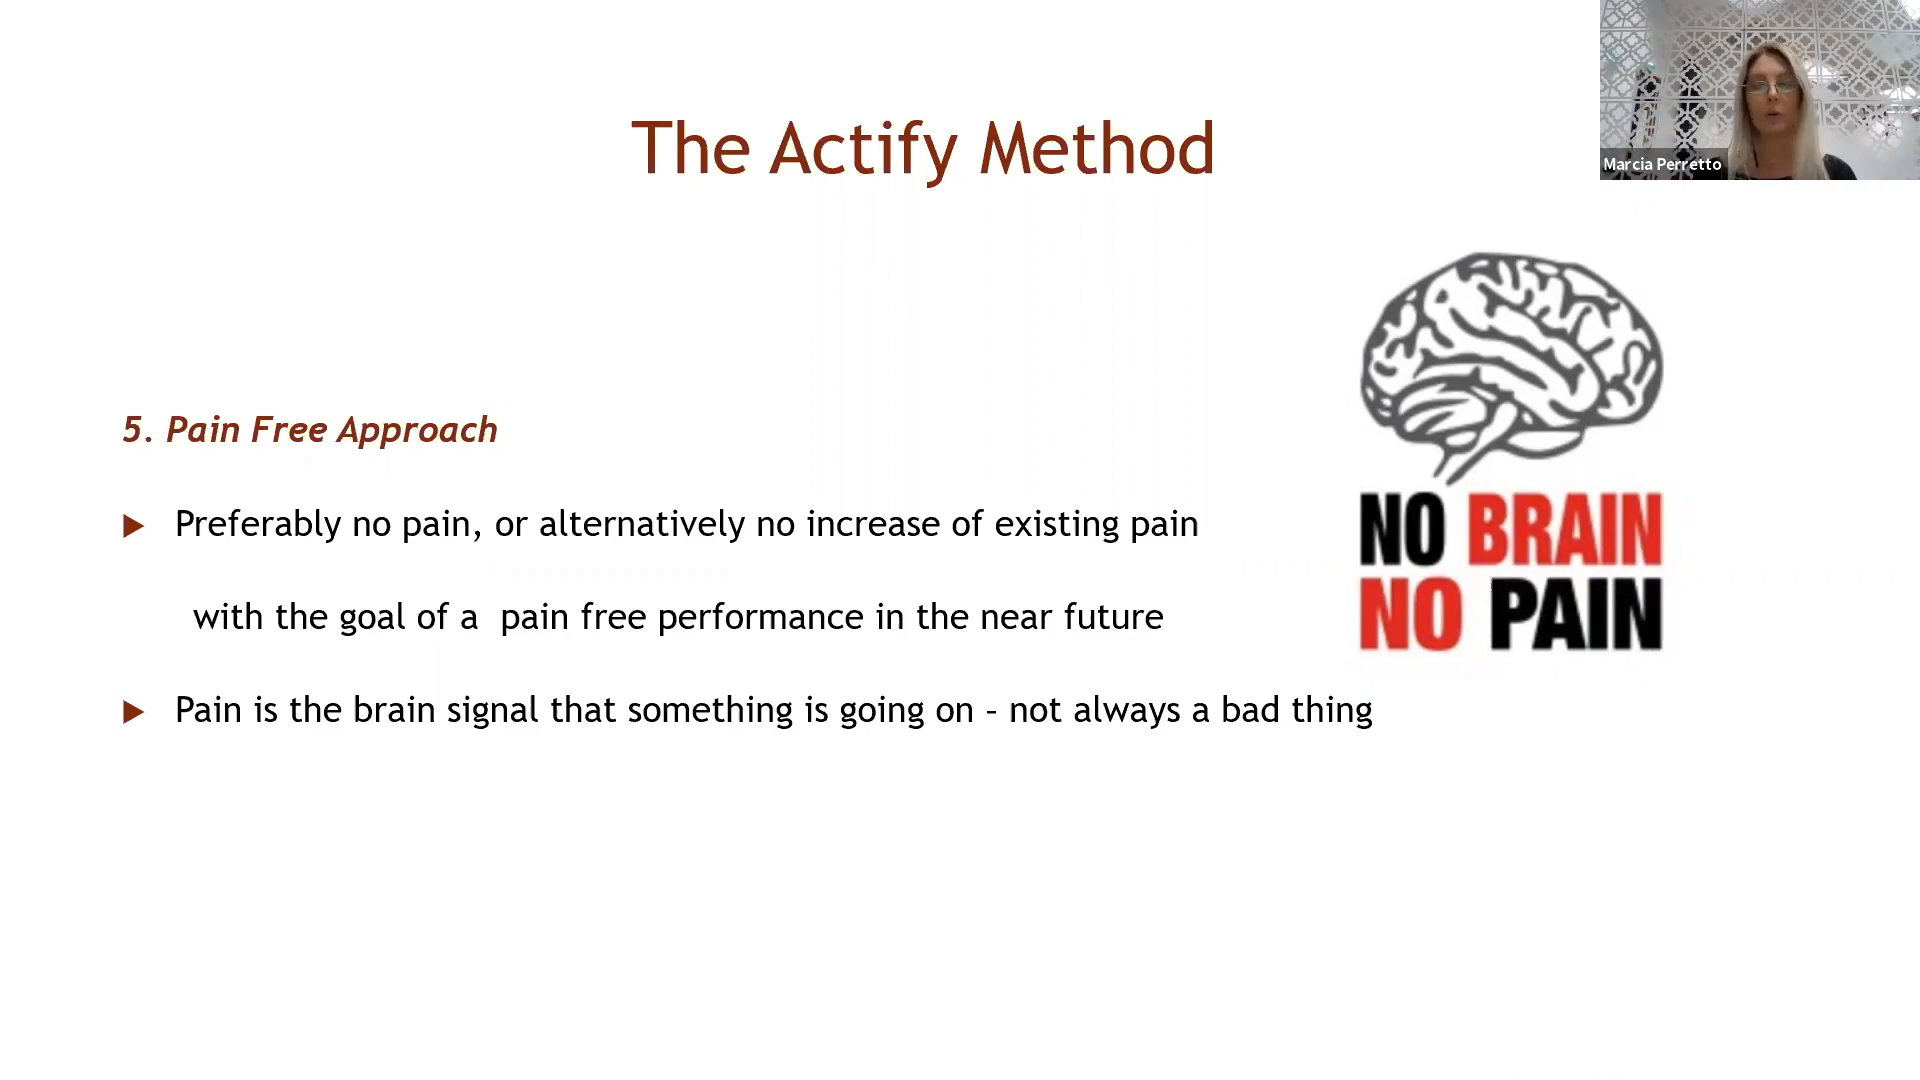 The Actify Method
Marcia Perretto
5. Pain Free Approach
▶ Preferably no pain, or alternatively no increase of existing pain
with the goal of a  pain free performance in the near future
▶ Pain is the brain signal that something is going on – not always a bad thing
NO BRAIN
NO PAIN